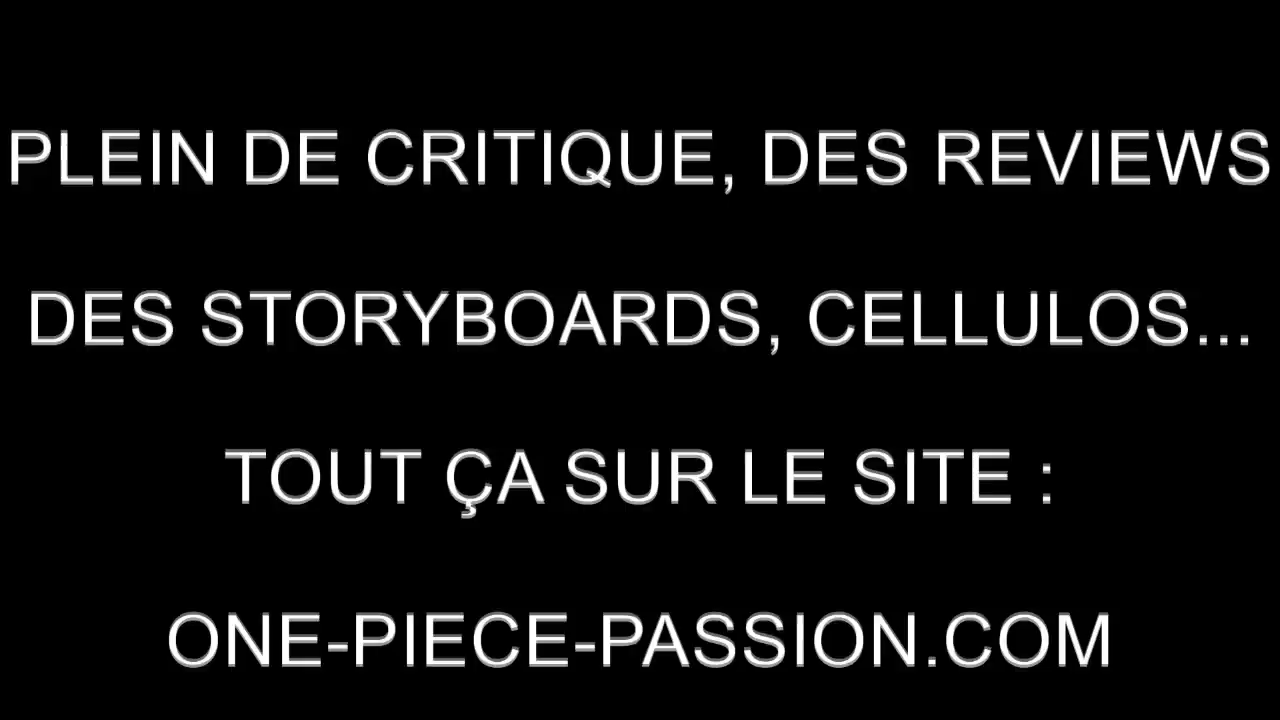 PLEIN DE CRITIQUE, DES REVIEWS
DES STORYBOARDS, CELLULOS...
TOUT ÇA SUR LE SITE :
ONE-PIECE-PASSION.COM